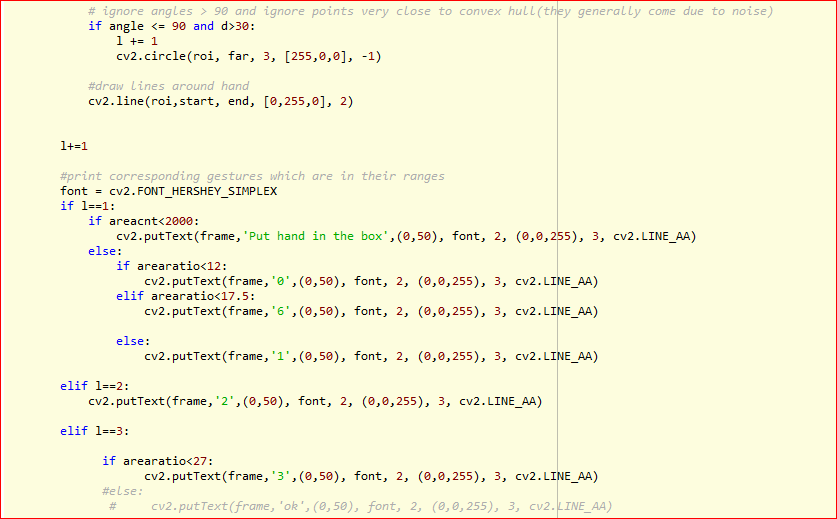 # ignore angles > 90 and ignore points very close to convex hull(they generally come due to noise)
if angle <= 90 and d>30:
l += 1
cv2.circle(roi, far, 3, [255,0,0], -1)
#draw lines around hand
cv2.line(roi,start, end, [0,255,0], 2)
l+=1
#print corresponding gestures which are in their ranges
font = cv2.FONT_HERSHEY_SIMPLEX
if l==1:
if areacnt<2000:
cv2.putText(frame,'Put hand in the box',(0,50), font, 2, (0,0,255), 3, cv2.LINE_AA)
else:
if arearatio<12:
cv2.putText(frame,'0',(0,50), font, 2, (0,0,255), 3, cv2.LINE_AA)
elif arearatio<17.5:
cv2.putText(frame,'6',(0,50), font, 2, (0,0,255), 3, cv2.LINE_AA)
else:
cv2.putText(frame,'1',(0,50), font, 2, (0,0,255), 3, cv2.LINE_AA)
elif l==2:
cv2.putText(frame,'2',(0,50), font, 2, (0,0,255), 3, cv2.LINE_AA)
elif l==3:
if arearatio<27:
cv2.putText(frame,'3',(0,50), font, 2, (0,0,255), 3, cv2.LINE_AA)
#else:
#     cv2.putText(frame,'ok',(0,50), font, 2, (0,0,255), 3, cv2.LINE_AA)